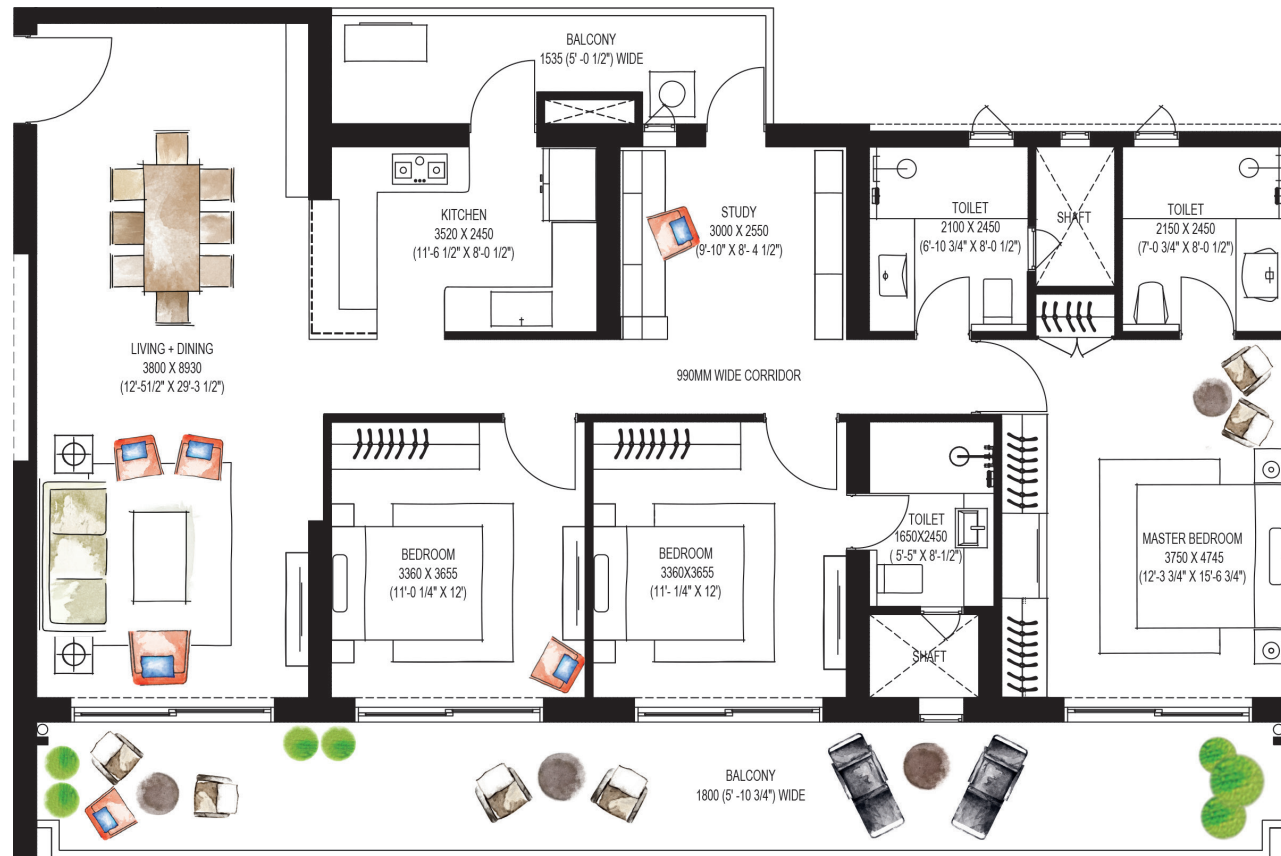 BALCONY
1535 (5' -0 1/2") WIDE
KITCHEN
3520 X 2450
(11'-6 1/2" X 8'-0 1/2")
STUDY
3000 X 2550
(9'-10" X 8'- 4 1/2")
TOILET
2100 X 2450
(6'-10 3/4" X 8'-0 1/2")
SHAFT
TOILET
2150 X 2450
(7'-0 3/4" X 8'-0 1/2")
LIVING + DINING
3800 X 8930
(12'-51/2" X 29'-3 1/2")
990MM WIDE CORRIDOR
BEDROOM
3360 X 3655
(11'-0 1/4" X 12')
BEDROOM
3360X3655
(11'- 1/4" X 12')
TOILET
1650X2450
( 5'-5" X 8'-1/2")
MASTER BEDROOM
3750 X 4745
(12'-3 3/4" X 15'-6 3/4")
SHAFT
BALCONY
1800 (5' -10 3/4") WIDE